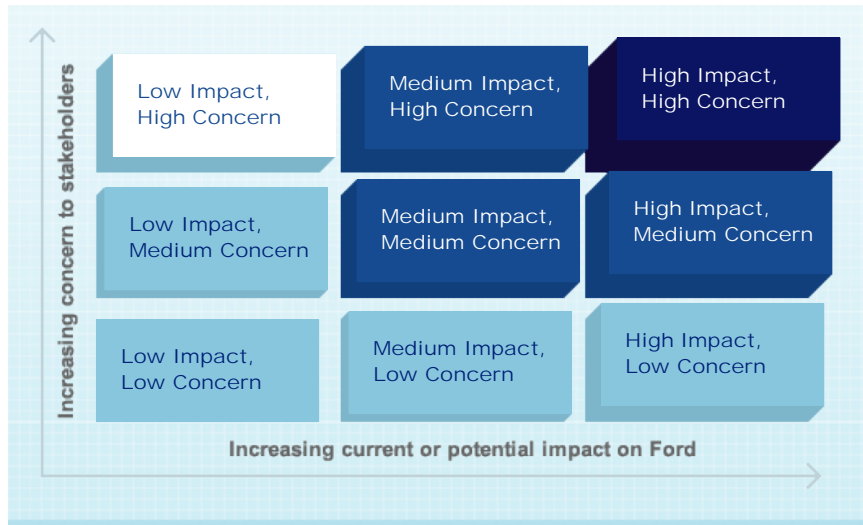 Increasing concern to stakeholders
Low Impact,
High Concern
Medium Impact,
High Concern
High Impact,
High Concern
Low Impact,
Medium Concern
Medium Impact,
Medium Concern
High Impact,
Medium Concern
Low Impact,
Low Concern
Medium Impact,
Low Concern
High Impact,
Low Concern
Increasing current or potential impact on Ford